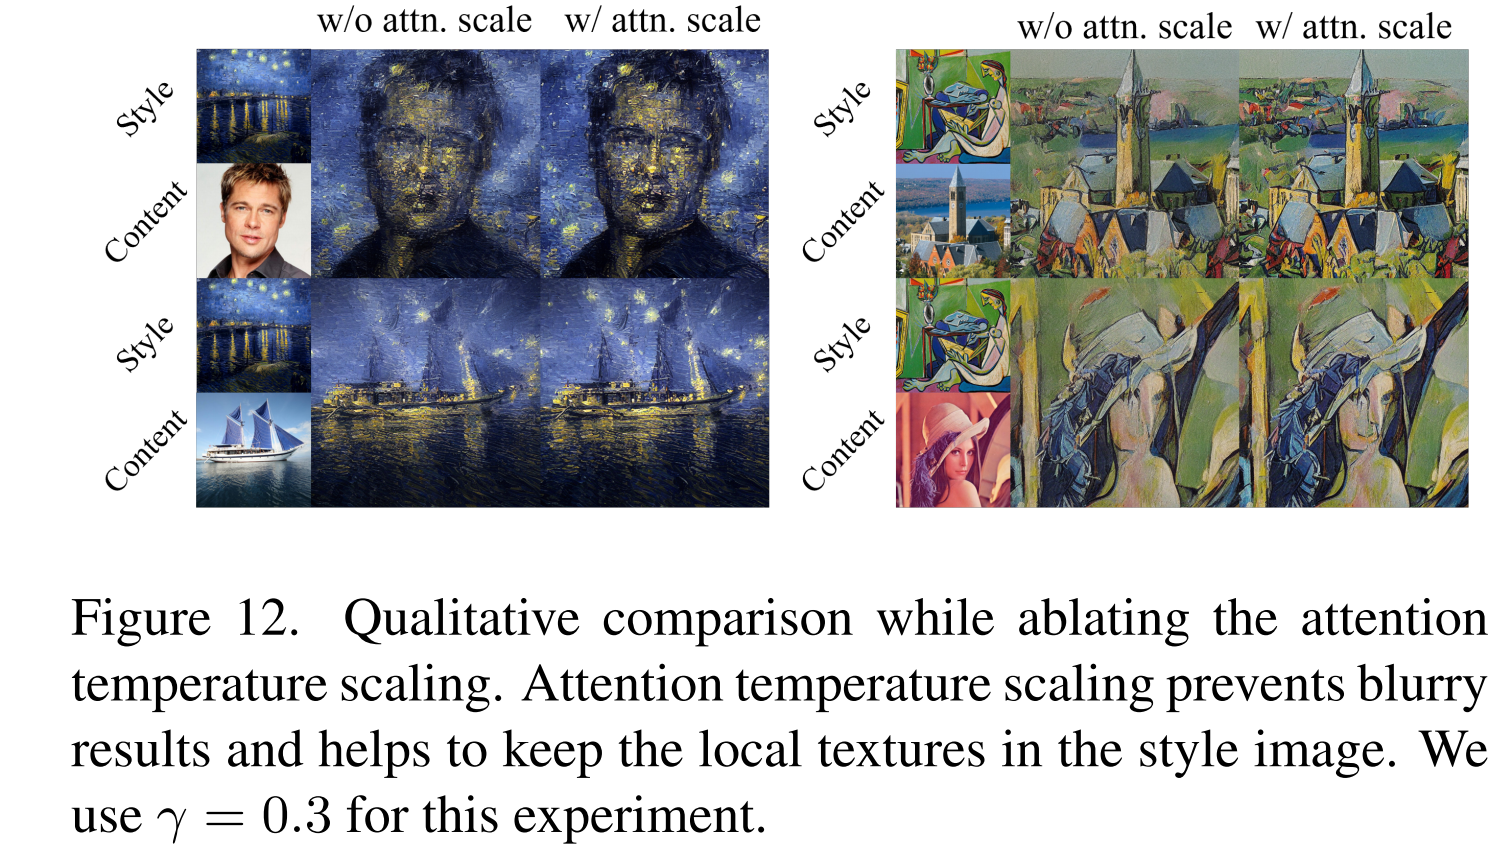 w/o attn. scale w/ attn. scale
w/o attn. scale w/ attn. scale
Style
Content
Style
Content
Style
Content
Style
Content
Figure 12. Qualitative comparison while ablating the attention
temperature scaling. Attention temperature scaling prevents blurry
results and helps to keep the local textures in the style image. We
use γ = 0.3 for this experiment.